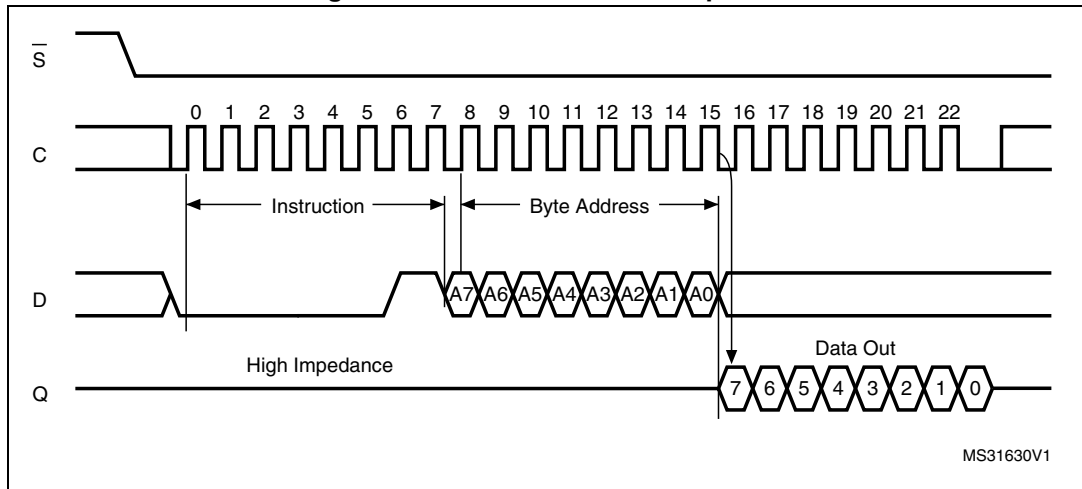 S̅
0 1 2 3 4 5 6 7 8 9 10 11 12 13 14 15 16 17 18 19 20 21 22
C
Instruction Byte Address
D
A7 A6 A5 A4 A3 A2 A1 A0
High Impedance Data Out
Q
7 6 5 4 3 2 1 0
MS31630V1